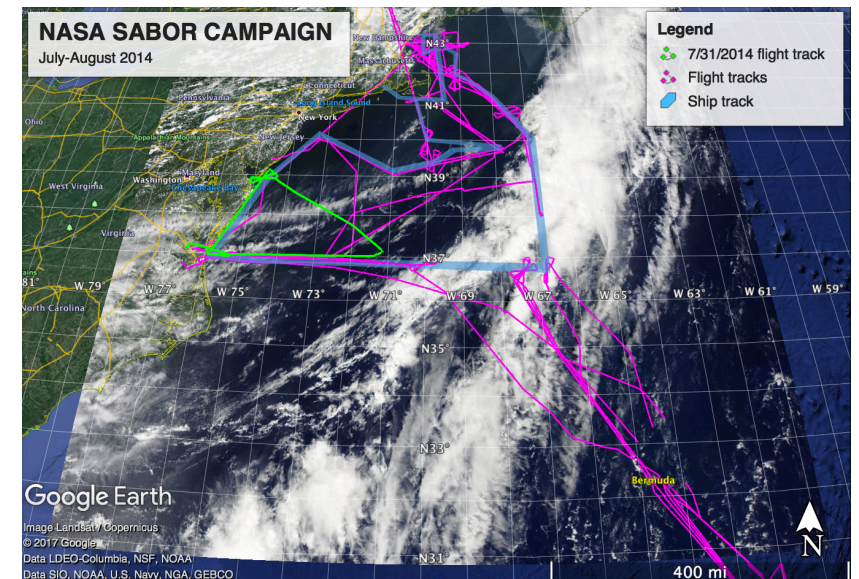 NASA SABOR CAMPAIGN
July-August 2014
Legend
7/31/2014 flight track
Flight tracks
Ship track
New Hampshire
N43°
Massachusetts
Connecticut
Pennsylvania
Long Island Sound
N41°
New York
Ohio
Appalachian Mountains
New Jersey
Maryland
N39°
Washington
West Virginia
Chesapeake Bay
Virginia
N37°
81°
W 79°
W 77°
W 75°
W 73°
W 71°
W 69°
W 67°
W 65°
W 63°
W 61°
W 59°
North Carolina
N35°
N33°
Bermuda
Google Earth
Image Landsat / Copernicus
© 2017 Google
Data LDEO-Columbia, NSF, NOAA
Data SIO, NOAA, U.S. Navy, NGA, GEBCO
N31°
400 mi
N